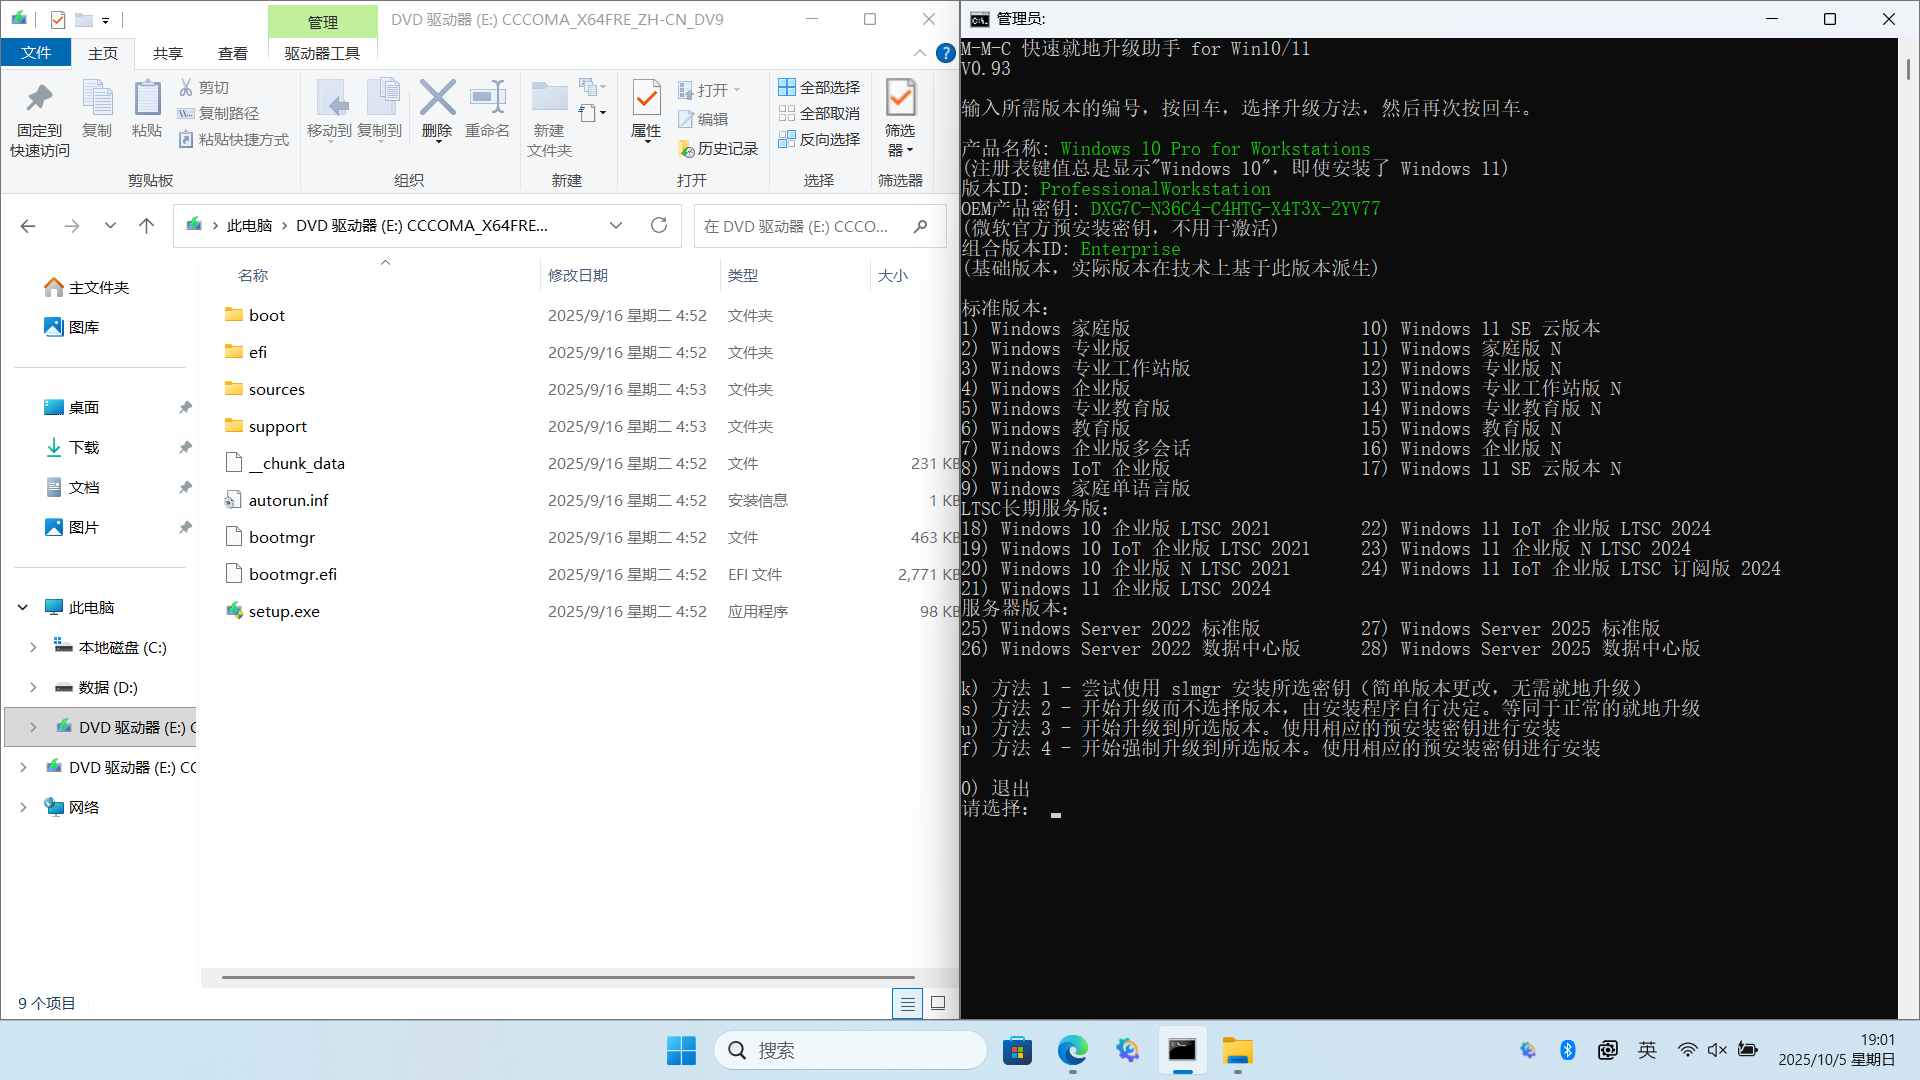 管理
DVD 驱动器 (E:) CCCOMA_X64FRE_ZH-CN_DV9
文件
主页
共享
查看
驱动器工具
固定到
快速访问
复制
粘贴
剪切
复制路径
粘贴快捷方式
剪贴板
移动到
复制到
删除
重命名
组织
新建
文件夹
新建
属性
打开
编辑
历史记录
打开
全部选择
全部取消
反向选择
选择
筛选
器
筛选器
此电脑
DVD 驱动器 (E:) CCCOMA_X64FRE...
在 DVD 驱动器 (E:) CCCO...
主文件夹
图库
桌面
下载
文档
图片
此电脑
本地磁盘 (C:)
数据 (D:)
DVD 驱动器 (E:) C
DVD 驱动器 (E:) CC
网络
名称 修改日期 类型 大小
boot 2025/9/16 星期二 4:52 文件夹
efi 2025/9/16 星期二 4:52 文件夹
sources 2025/9/16 星期二 4:53 文件夹
support 2025/9/16 星期二 4:53 文件夹
__chunk_data 2025/9/16 星期二 4:52 文件 231 KB
autorun.inf 2025/9/16 星期二 4:52 安装信息 1 KB
bootmgr 2025/9/16 星期二 4:52 文件 463 KB
bootmgr.efi 2025/9/16 星期二 4:52 EFI 文件 2,771 KB
setup.exe 2025/9/16 星期二 4:52 应用程序 98 KB
9 个项目
管理员:
M-M-C 快速就地升级助手 for Win10/11
V0.93
输入所需版本的编号，按回车，选择升级方法，然后再次按回车。
产品名称: Windows 10 Pro for Workstations
(注册表键值总是显示"Windows 10"，即使安装了 Windows 11)
版本ID: ProfessionalWorkstation
OEM产品密钥: DXG7C-N36C4-C4HTG-X4T3X-2YV77
(微软官方预安装密钥，不用于激活)
组合版本ID: Enterprise
(基础版本，实际版本在技术上基于此版本派生)
标准版本：
1) Windows 家庭版 10) Windows 11 SE 云版本
2) Windows 专业版 11) Windows 家庭版 N
3) Windows 专业工作站版 12) Windows 专业版 N
4) Windows 企业版 13) Windows 专业工作站版 N
5) Windows 专业教育版 14) Windows 专业教育版 N
6) Windows 教育版 15) Windows 教育版 N
7) Windows 企业版多会话 16) Windows 企业版 N
8) Windows IoT 企业版 17) Windows 11 SE 云版本 N
9) Windows 家庭单语言版
LTSC长期服务版：
18) Windows 10 企业版 LTSC 2021 22) Windows 11 IoT 企业版 LTSC 2024
19) Windows 10 IoT 企业版 LTSC 2021 23) Windows 11 企业版 N LTSC 2024
20) Windows 10 企业版 N LTSC 2021 24) Windows 11 IoT 企业版 LTSC 订阅版 2024
21) Windows 11 企业版 LTSC 2024
服务器版本：
25) Windows Server 2022 标准版 27) Windows Server 2025 标准版
26) Windows Server 2022 数据中心版 28) Windows Server 2025 数据中心版
k) 方法 1 - 尝试使用 slmgr 安装所选密钥（简单版本更改，无需就地升级）
s) 方法 2 - 开始升级而不选择版本，由安装程序自行决定。等同于正常的就地升级
u) 方法 3 - 开始升级到所选版本。使用相应的预安装密钥进行安装
f) 方法 4 - 开始强制升级到所选版本。使用相应的预安装密钥进行安装
0) 退出
请选择：
搜索
英
19:01
2025/10/5 星期日